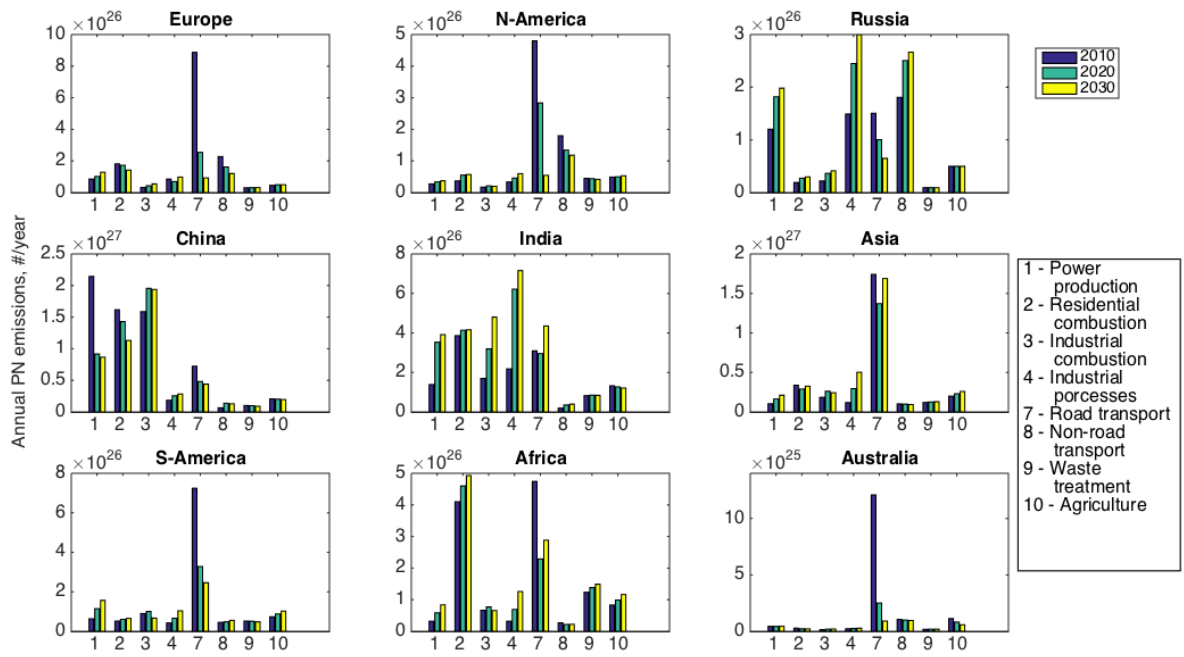 Europe
N-America
Russia
×10^26
×10^26
×10^26
10
8
6
4
2
0
5
4
3
2
1
0
3
2
1
0
1 2 3 4 7 8 9 10
1 2 3 4 7 8 9 10
1 2 3 4 7 8 9 10
2010
2020
2030
Annual PN emissions, #/year
China
India
Asia
×10^27
×10^26
×10^27
2.5
2
1.5
1
0.5
0
8
6
4
2
0
2
1.5
1
0.5
0
1 2 3 4 7 8 9 10
1 2 3 4 7 8 9 10
1 2 3 4 7 8 9 10
S-America
Africa
Australia
×10^26
×10^26
×10^25
8
6
4
2
0
5
4
3
2
1
0
10
5
0
1 2 3 4 7 8 9 10
1 2 3 4 7 8 9 10
1 2 3 4 7 8 9 10
1 - Power
production
2 - Residential
combustion
3 - Industrial
combustion
4 - Industrial
porcesses
7 - Road transport
8 - Non-road
transport
9 - Waste
treatment
10 - Agriculture